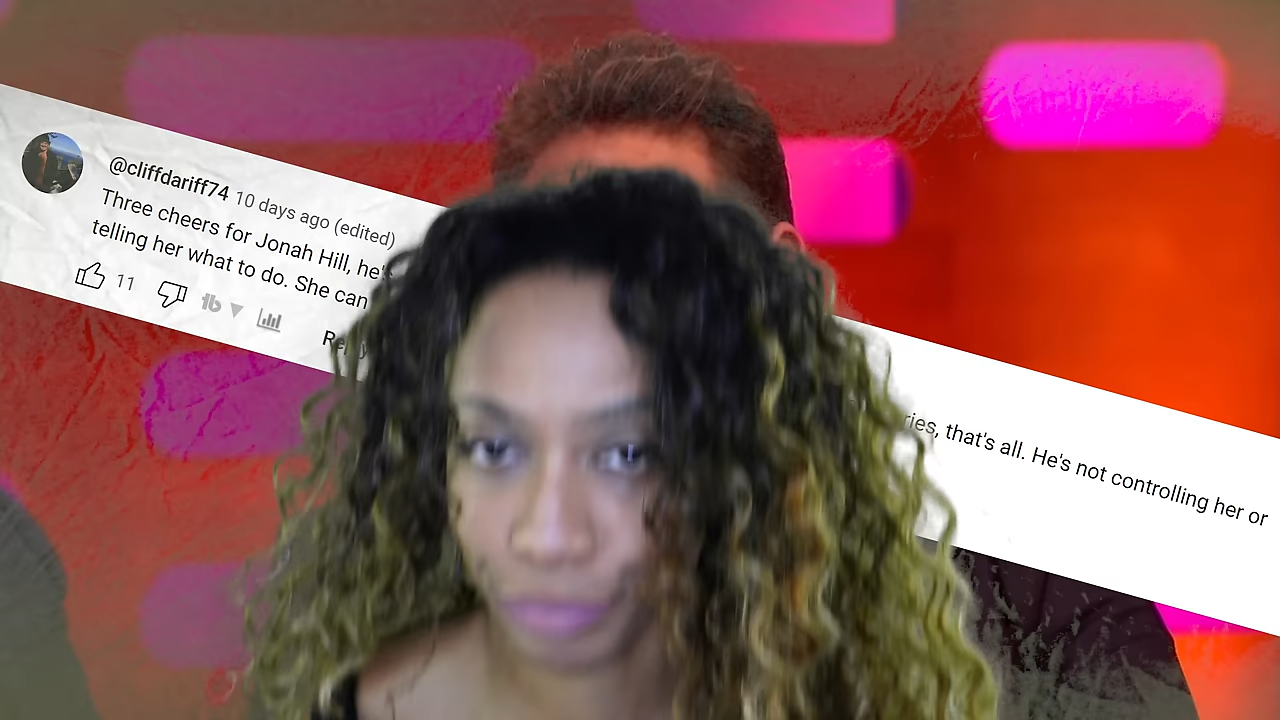 @cliffdariff74 10 days ago (edited)
Three cheers for Jonah Hill, he's ries, that's all. He's not controlling her or
telling her what to do. She can
11
Reply